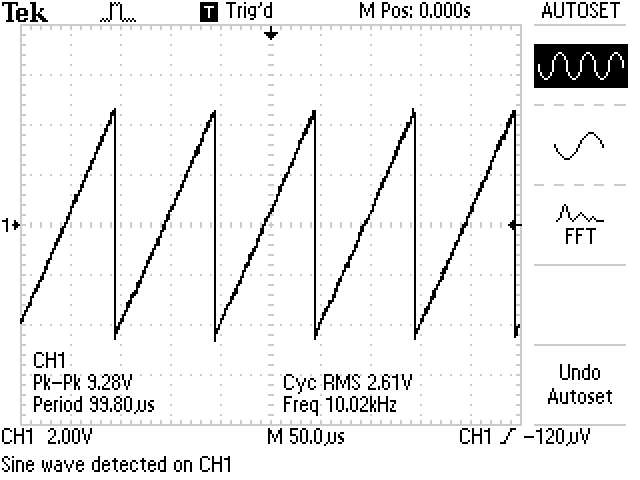 Tek T Trig'd M Pos: 0.000s AUTOSET
1
FFT
CH1
Pk-Pk 9.28V Cyc RMS 2.61V
Period 99.80µs Freq 10.02kHz
Undo
Autoset
CH1 2.00V M 50.0µs CH1 -120µV
Sine wave detected on CH1